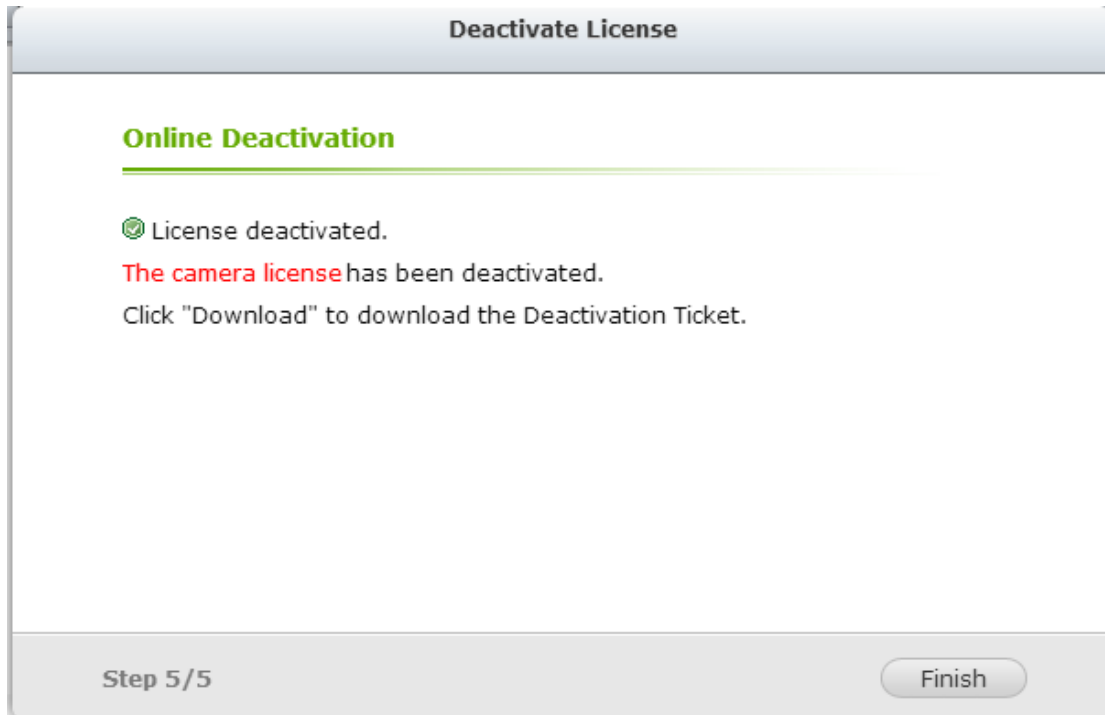 Deactivate License
Online Deactivation
License deactivated.
The camera license has been deactivated.
Click "Download" to download the Deactivation Ticket.
Step 5/5
Finish